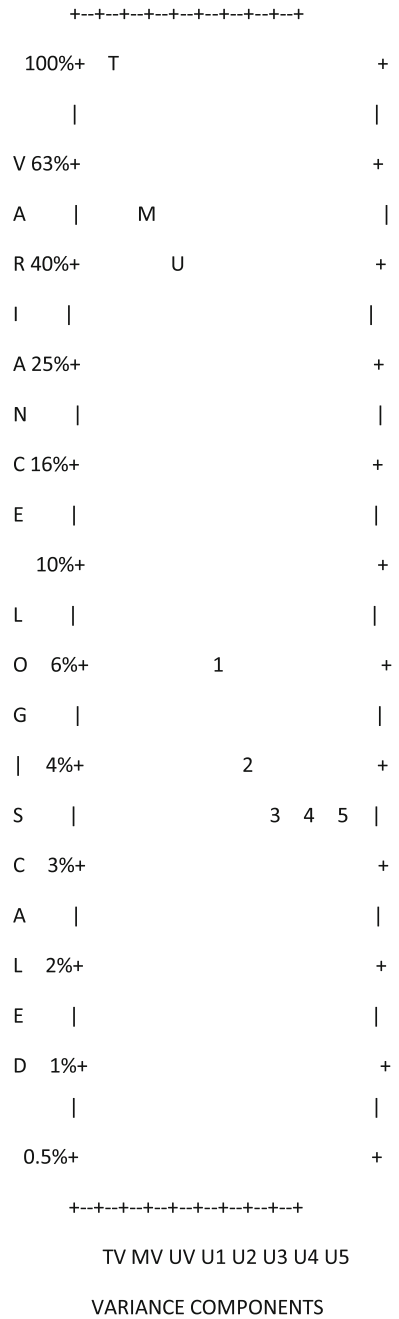 +--+--+--+--+--+--+--+--+--+
100%+ T +
| |
V 63%+ +
A | M |
R 40%+ U +
I | |
A 25%+ +
N | |
C 16%+ +
E | |
10%+ +
L | |
O 6%+ 1 +
G | |
| 4%+ 2 +
S | 3 4 5 |
C 3%+ +
A | |
L 2%+ +
E | |
D 1%+ +
| |
0.5%+ +
+--+--+--+--+--+--+--+--+--+
TV MV UV U1 U2 U3 U4 U5
VARIANCE COMPONENTS